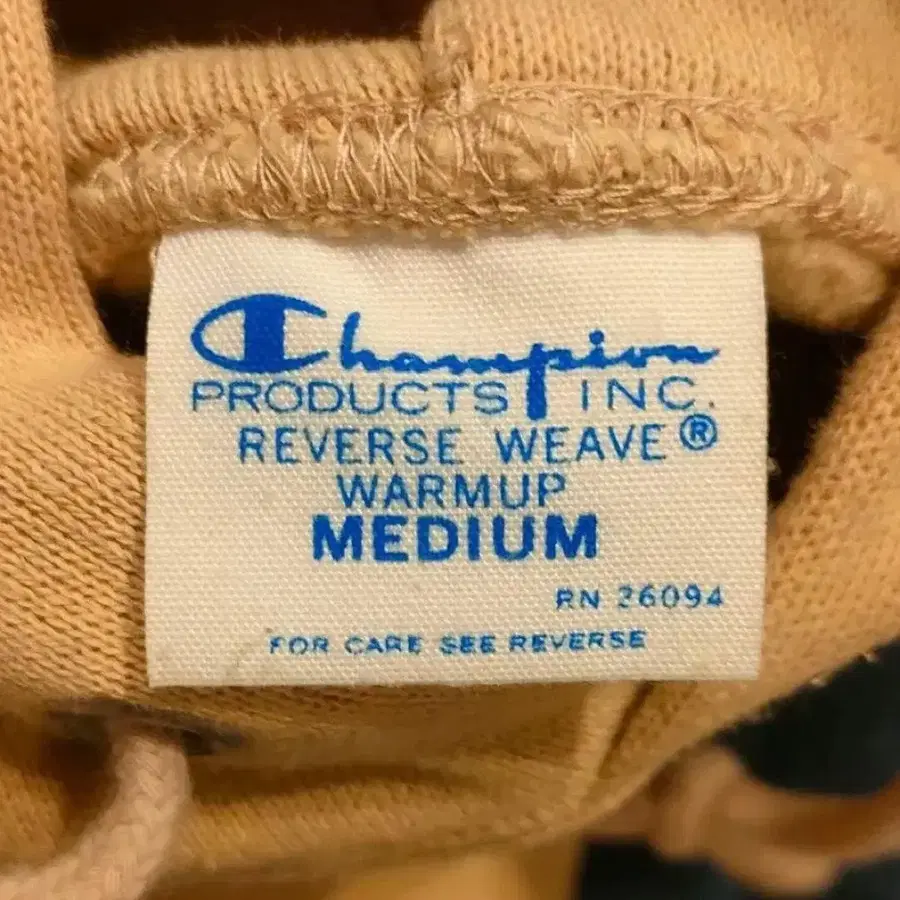 Champion
PRODUCTS INC.
REVERSE WEAVE®
WARMUP
MEDIUM
RN 26094
FOR CARE SEE REVERSE